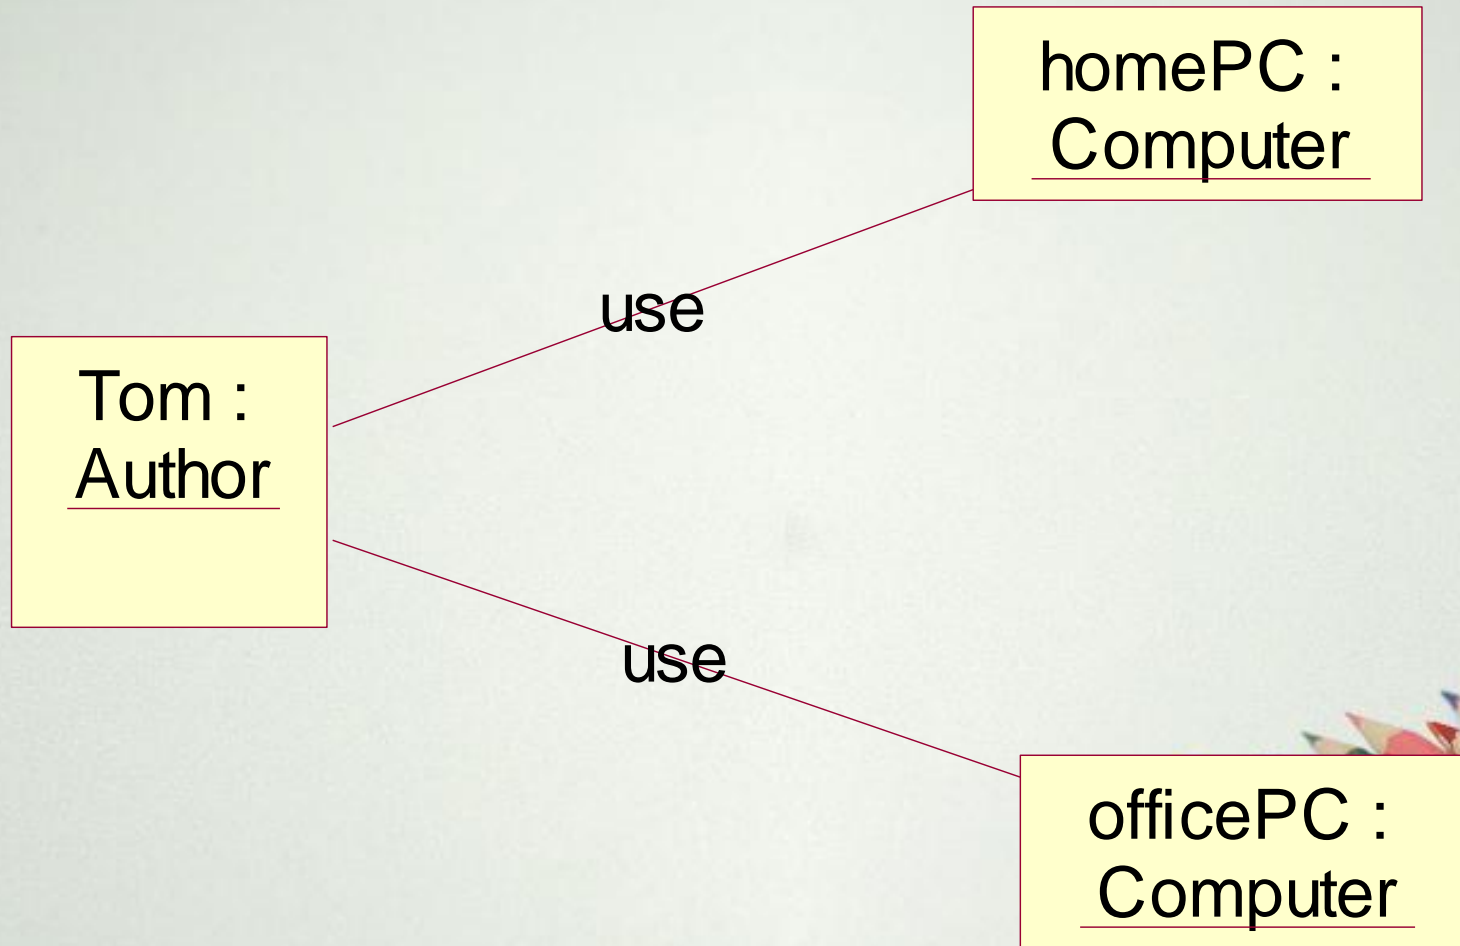 homePC :
Computer
use
Tom :
Author
use
officePC :
Computer